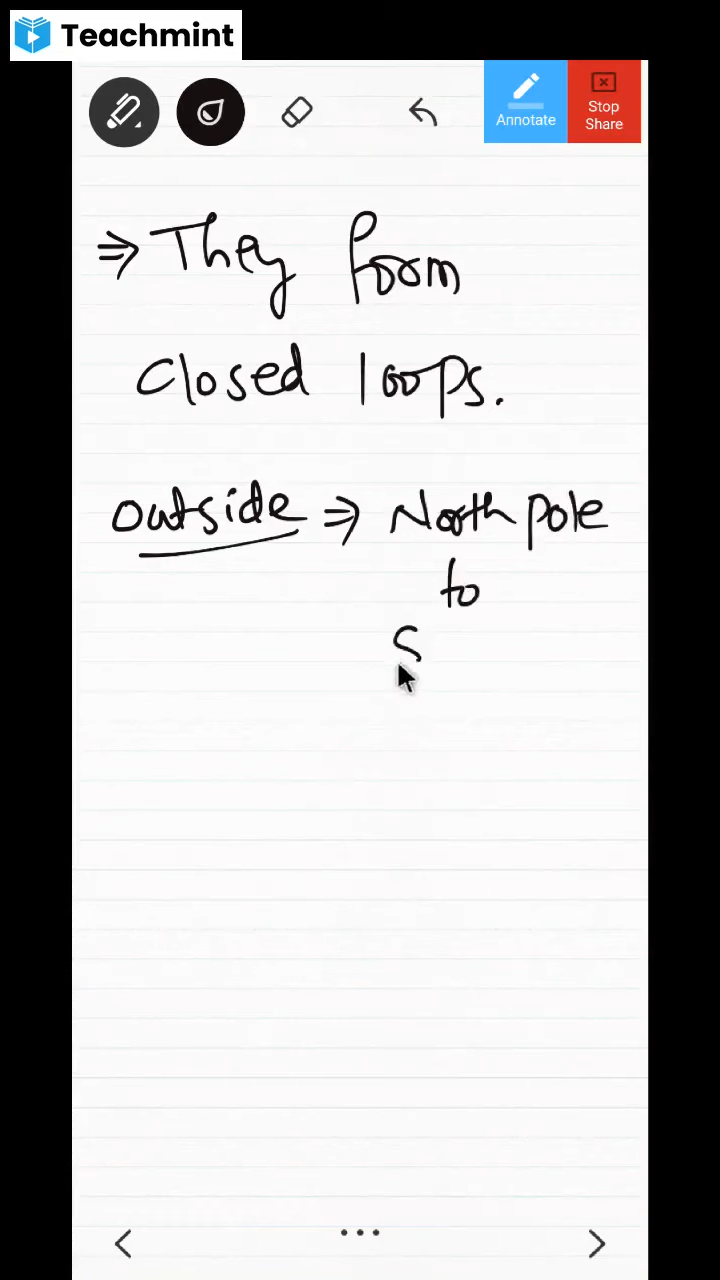 Teachmint
Annotate
Stop
Share
⇒ They form
closed loops.
outside ⇒ North pole
to
S